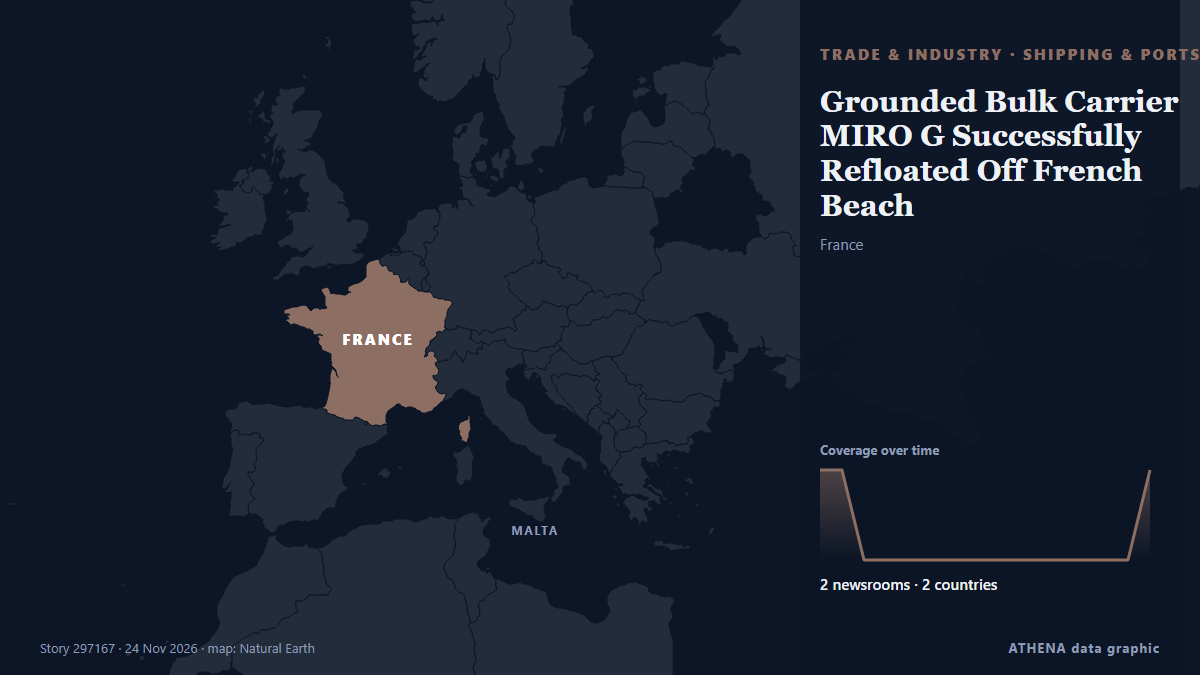 TRADE & INDUSTRY · SHIPPING & PORTS
Grounded Bulk Carrier
MIRO G Successfully
Refloated Off French
Beach
France
FRANCE
MALTA
Coverage over time
2 newsrooms · 2 countries
Story 297167 · 24 Nov 2026 · map: Natural Earth
ATHENA data graphic